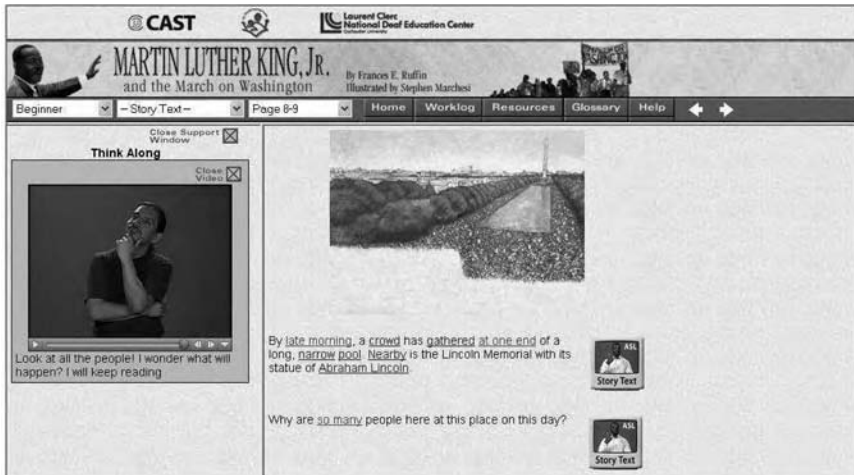 CAST
Laurent Clerc
National Deaf Education Center
Gallaudet University
MARTIN LUTHER KING, JR.
and the March on Washington
By Frances E. Ruffin
Illustrated by Stephen Marchesi
Beginner
-- Story Text --
Page 8-9
Home
Worklog
Resources
Glossary
Help
Close Support
Window
Think Along
Close
Video
Look at all the people! I wonder what will
happen? I will keep reading
By late morning, a crowd has gathered at one end of a
long, narrow pool. Nearby is the Lincoln Memorial with its
statue of Abraham Lincoln.
ASL
Story Text
Why are so many people here at this place on this day?
ASL
Story Text